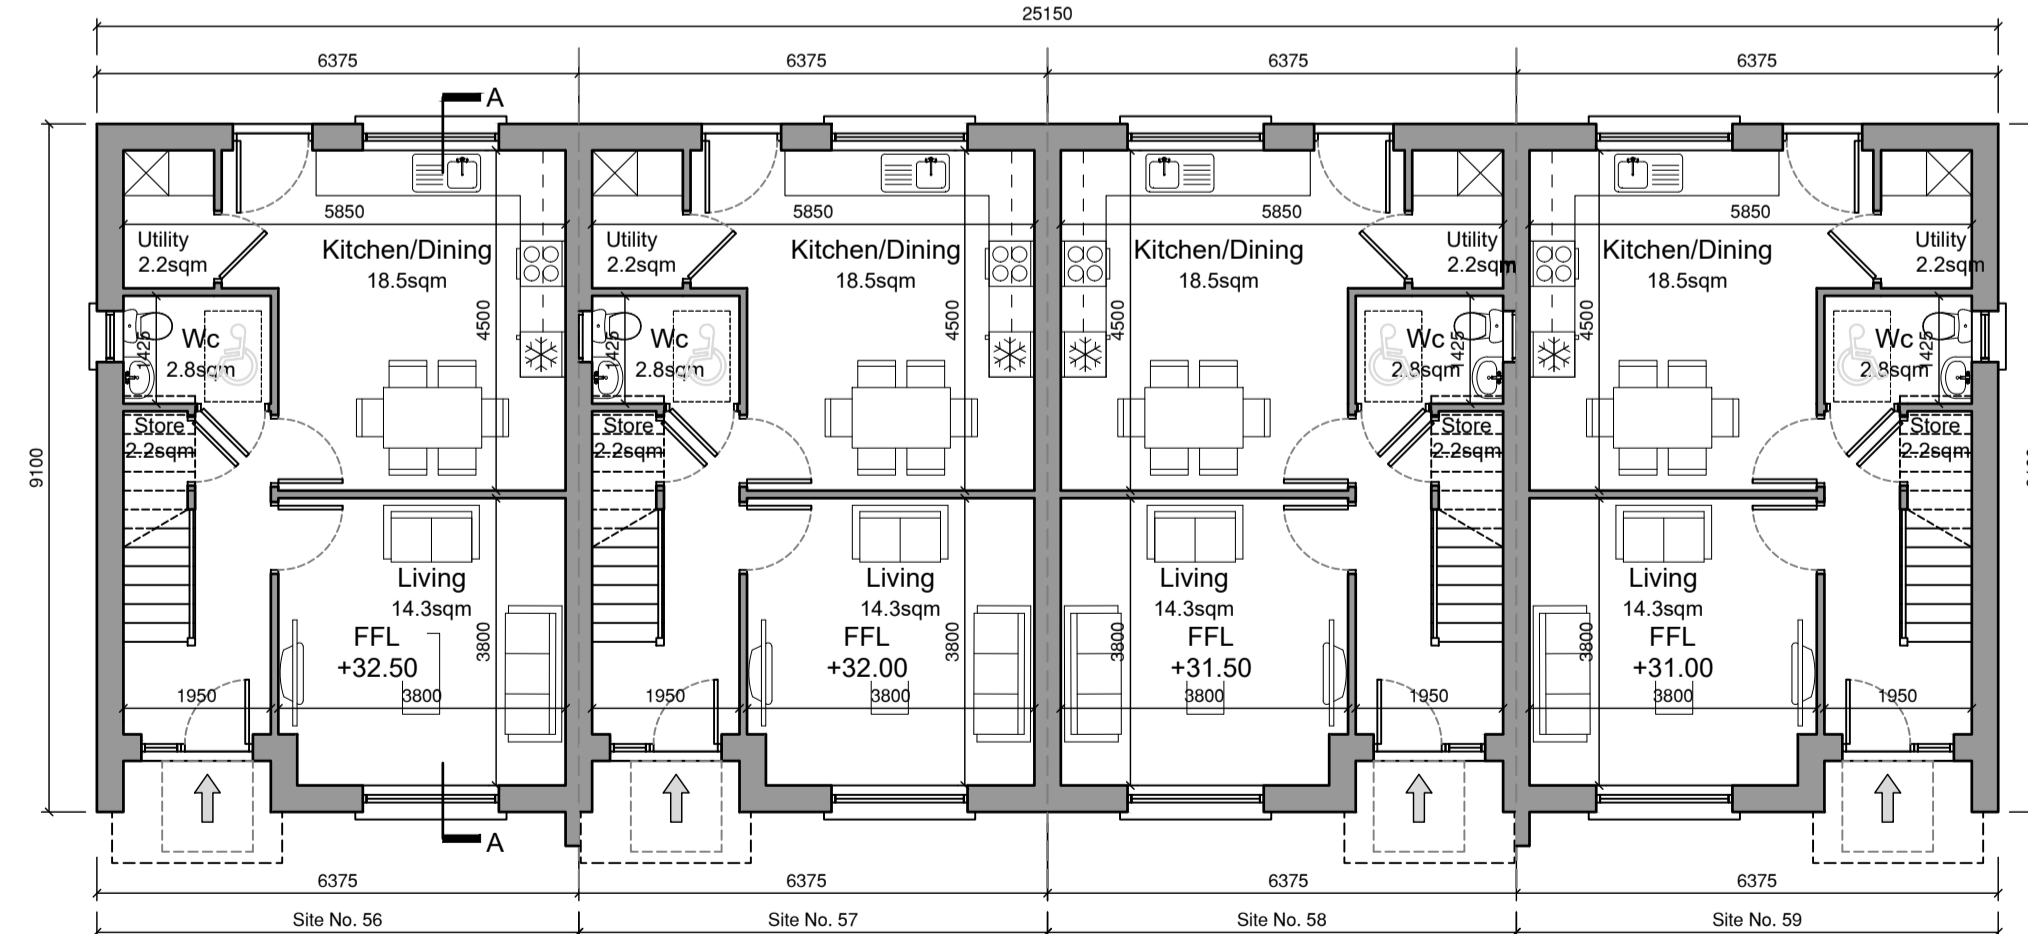 25150
6375 6375 6375 6375
A
5850 5850 5850 5850
Utility Kitchen/Dining Utility Kitchen/Dining Kitchen/Dining Utility Kitchen/Dining Utility
2.2sqm 18.5sqm 2.2sqm 18.5sqm 18.5sqm 2.2sqm 18.5sqm 2.2sqm
4500 4500 4500 4500
Wc Wc Wc Wc
1425 1425 1425 1425
2.8sqm 2.8sqm 2.8sqm 2.8sqm
Store Store Store Store
2.2sqm 2.2sqm 2.2sqm 2.2sqm
9100
Living Living Living Living
14.3sqm 14.3sqm 14.3sqm 14.3sqm
FFL FFL FFL FFL
3800 3800 3800 3800
+32.50 +32.00 +31.50 +31.00
1950 3800 1950 3800 3800 1950 3800 1950
A
6375 6375 6375 6375
Site No. 56 Site No. 57 Site No. 58 Site No. 59